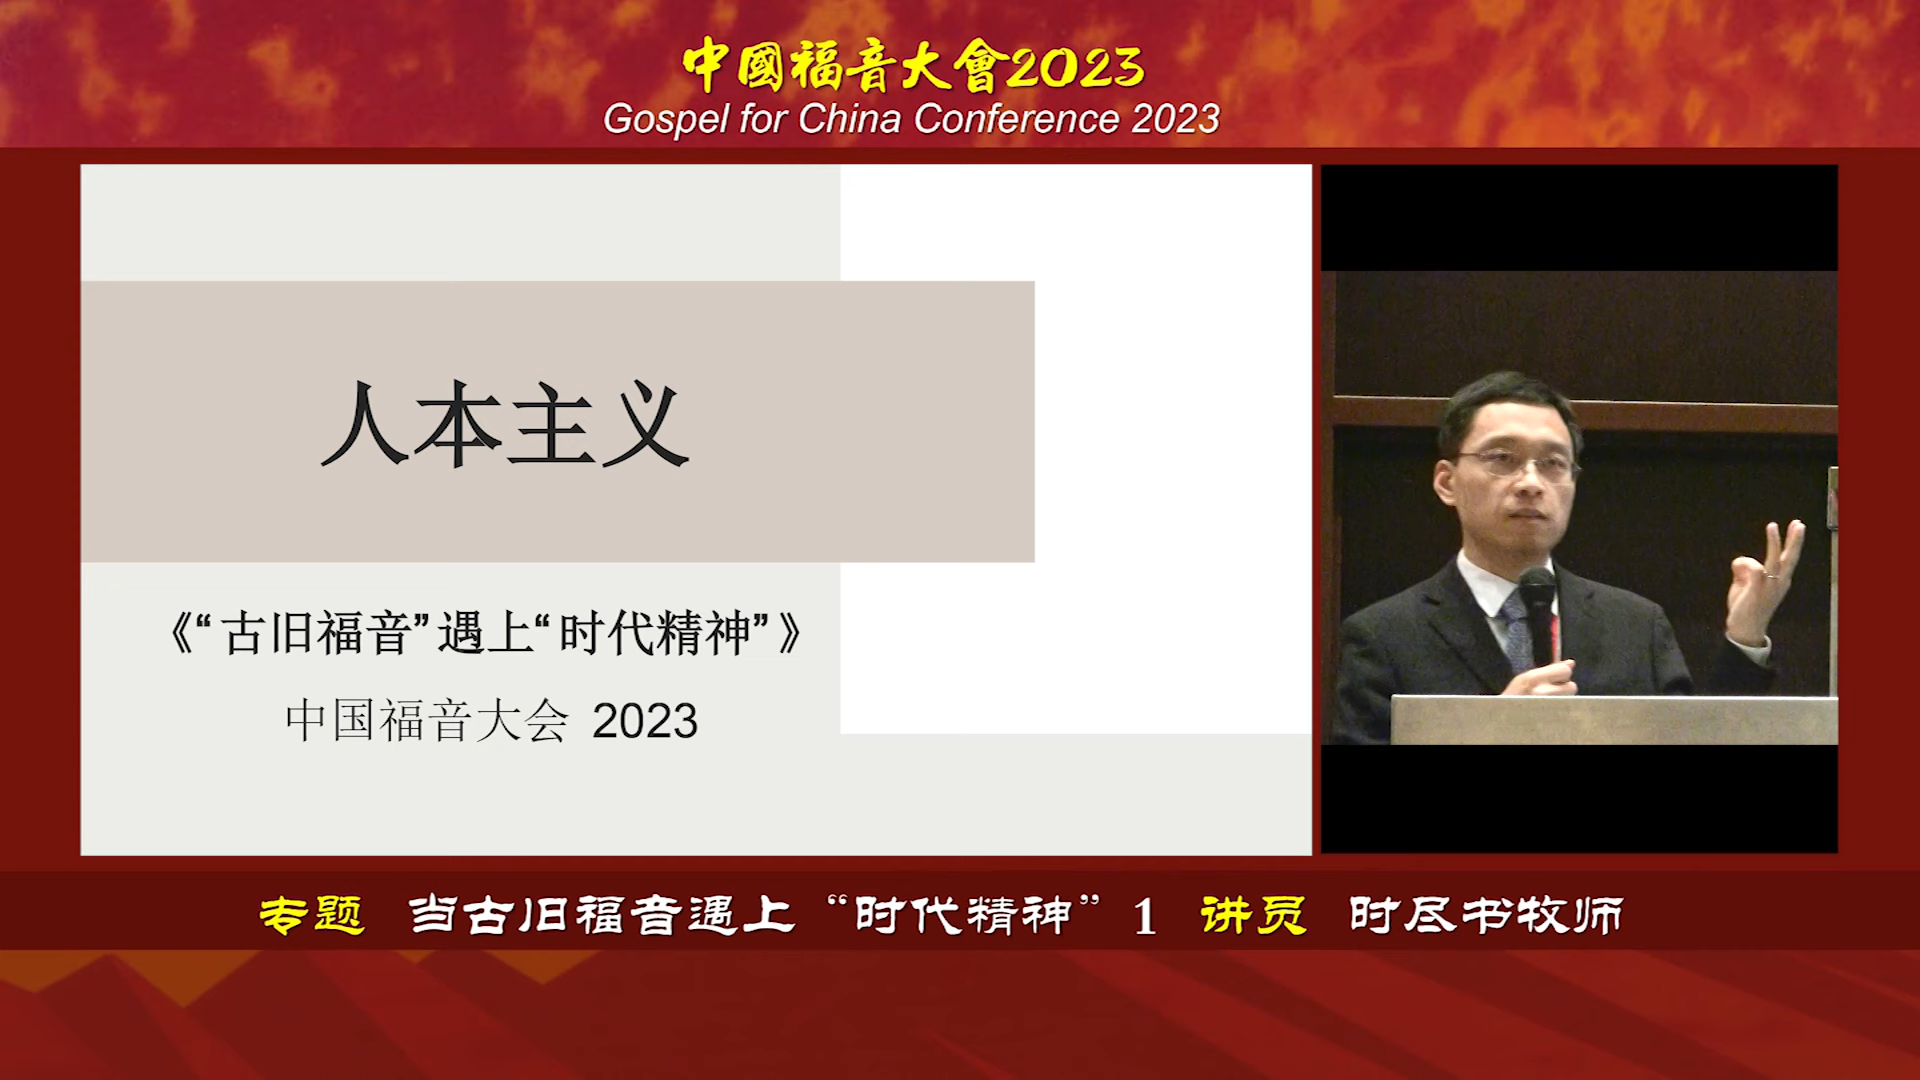 中國福音大會2023
Gospel for China Conference 2023
人本主义
《“古旧福音”遇上“时代精神”》
中国福音大会 2023
专题 当古旧福音遇上“时代精神”1 讲员 时尽书牧师